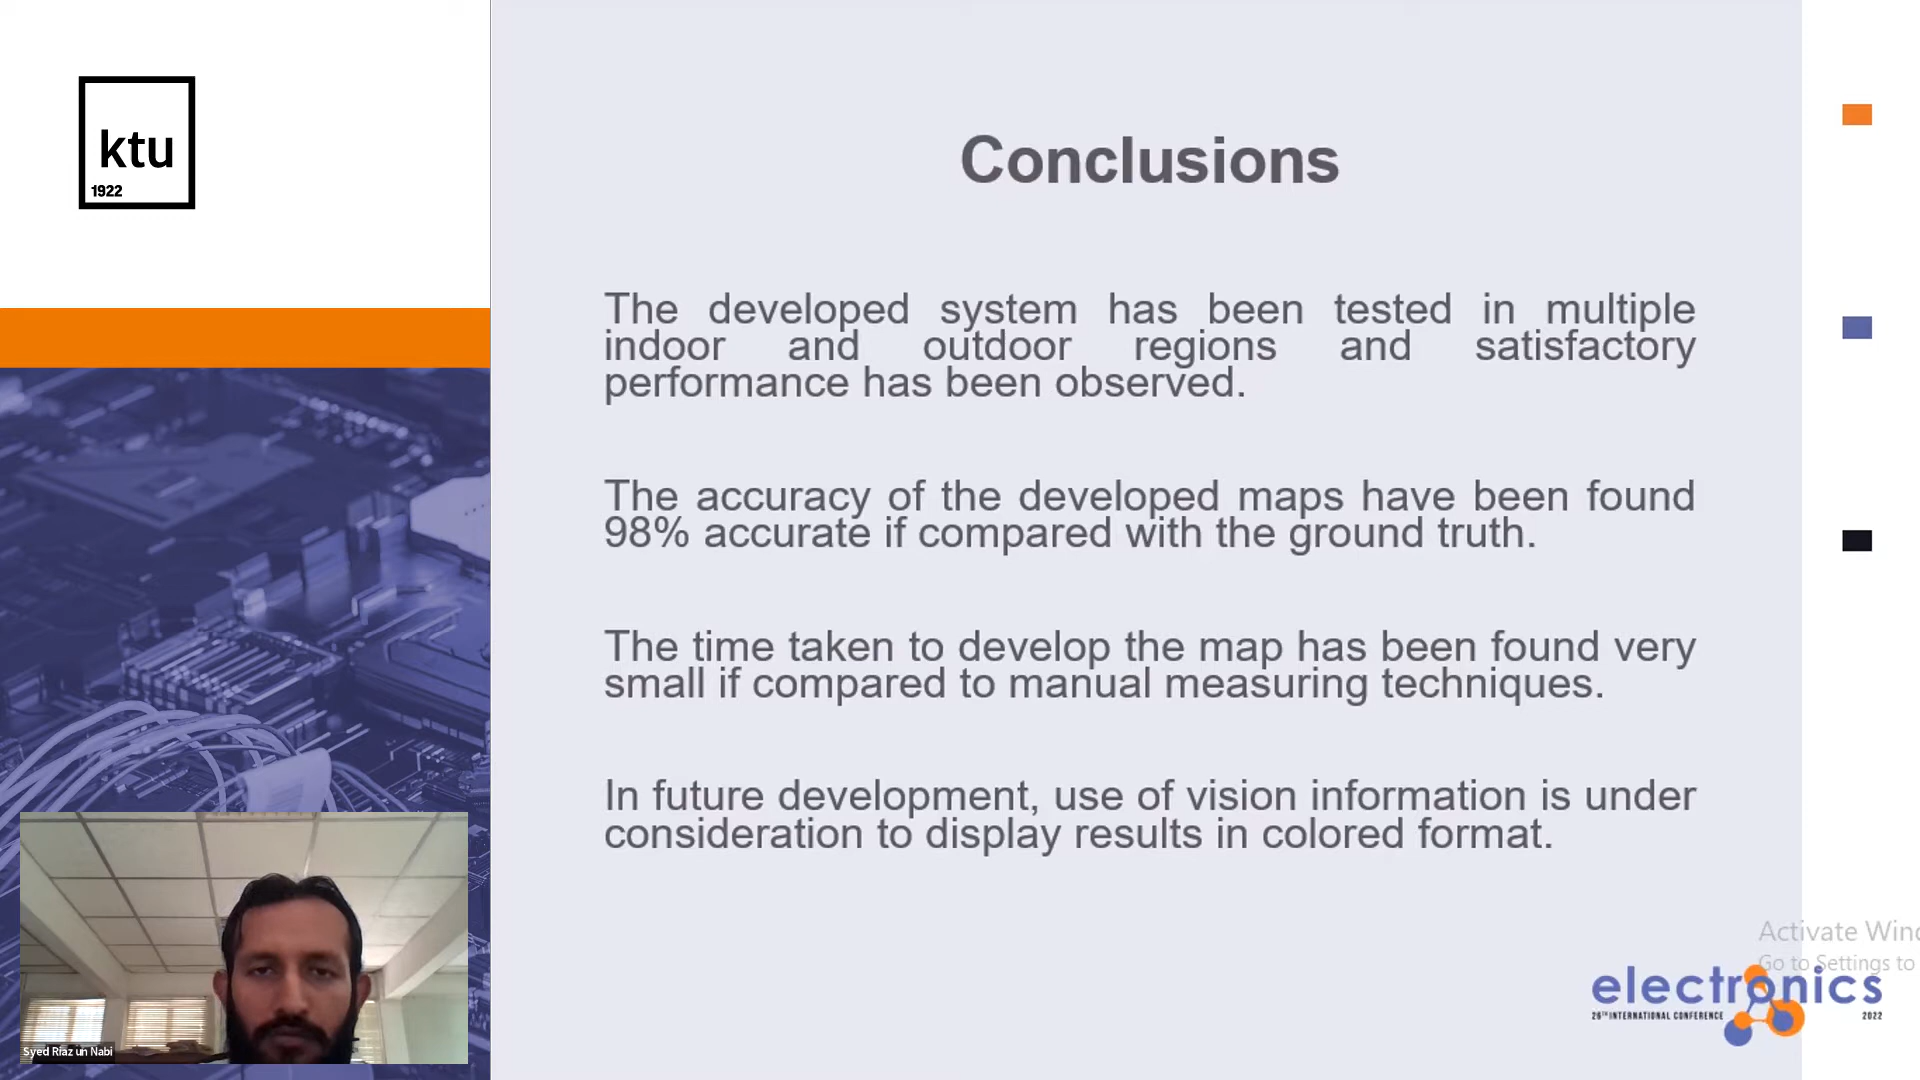 ktu
1922
Conclusions
The developed system has been tested in multiple
indoor and outdoor regions and satisfactory
performance has been observed.
The accuracy of the developed maps have been found
98% accurate if compared with the ground truth.
The time taken to develop the map has been found very
small if compared to manual measuring techniques.
In future development, use of vision information is under
consideration to display results in colored format.
Activate Wind
Go to Settings to
electronics
26TH INTERNATIONAL CONFERENCE 2022
Syed Riaz un Nabi